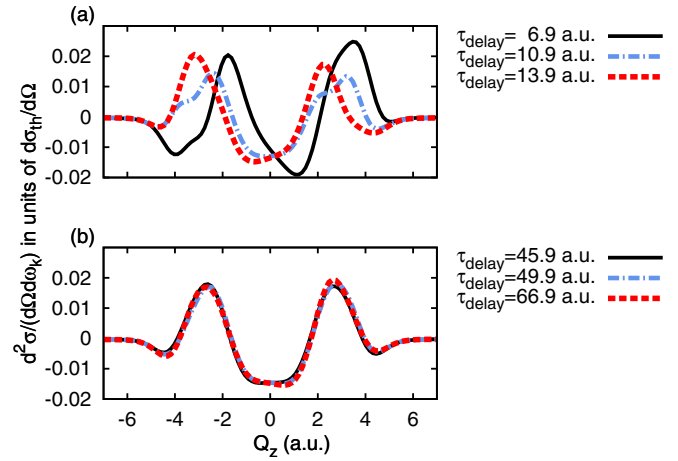 (a)
0.02
0.01
0
-0.01
-0.02
τdelay= 6.9 a.u.
τdelay=10.9 a.u.
τdelay=13.9 a.u.
d²σ/(dΩdωk) in units of dσth/dΩ
(b)
0.02
0.01
0
-0.01
-0.02
τdelay=45.9 a.u.
τdelay=49.9 a.u.
τdelay=66.9 a.u.
-6 -4 -2 0 2 4 6
Qz (a.u.)